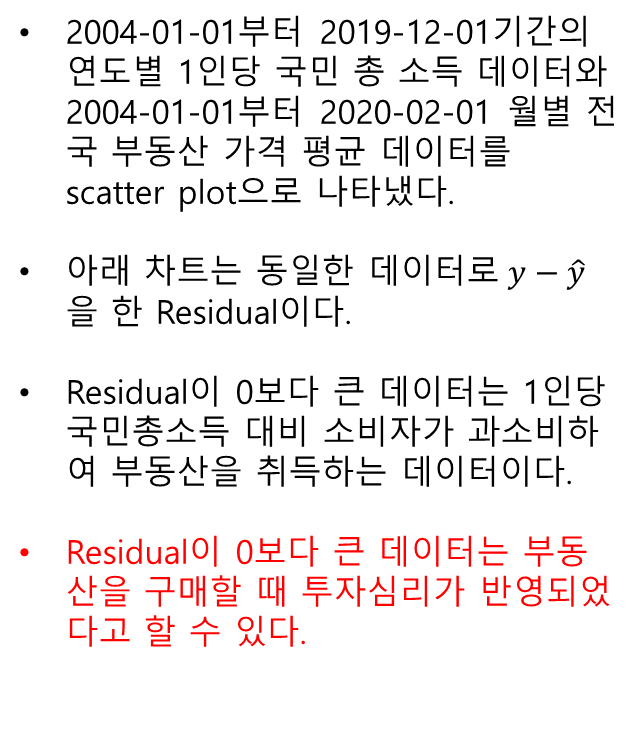 • 2004-01-01부터 2019-12-01기간의
연도별 1인당 국민 총 소득 데이터와
2004-01-01부터 2020-02-01 월별 전
국 부동산 가격 평균 데이터를
scatter plot으로 나타냈다.
• 아래 차트는 동일한 데이터로 𝑦 − ŷ
을 한 Residual이다.
• Residual이 0보다 큰 데이터는 1인당
국민총소득 대비 소비자가 과소비하
여 부동산을 취득하는 데이터이다.
• Residual이 0보다 큰 데이터는 부동
산을 구매할 때 투자심리가 반영되었
다고 할 수 있다.